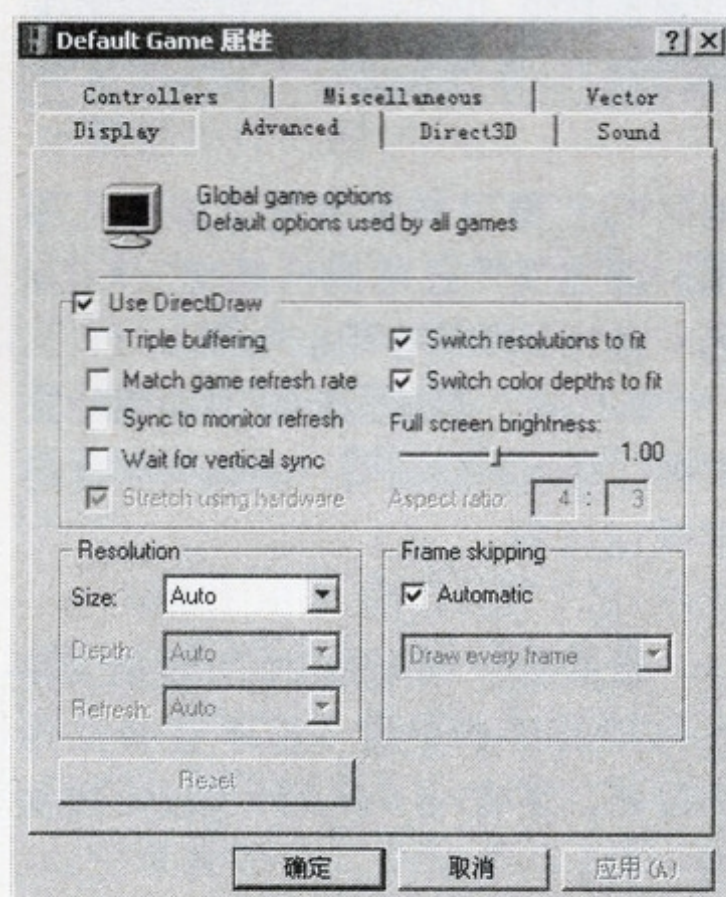 Default Game 属性
Controllers Miscellaneous Vector
Display Advanced Direct3D Sound
Global game options
Default options used by all games
Use DirectDraw
Triple buffering Switch resolutions to fit
Match game refresh rate Switch color depths to fit
Sync to monitor refresh Full screen brightness:
Wait for vertical sync 1.00
Stretch using hardware Aspect ratio: 4 : 3
Resolution Frame skipping
Size: Auto Automatic
Depth: Auto Draw every frame
Refresh: Auto
Reset
确定 取消 应用(A)